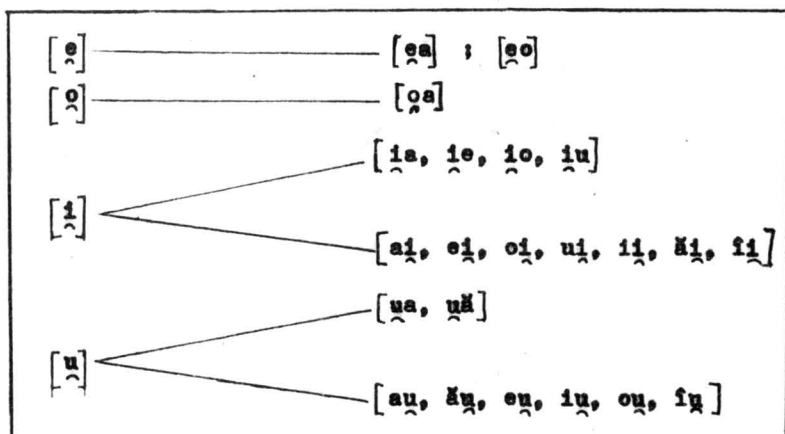 [e̯] [e̯a] ; [e̯o]
[o̯] [o̯a]
[i̯a, i̯e, i̯o, i̯u]
[i̯]
[ai̯, ei̯, oi̯, ui̯, ii̯, ăi̯, îi̯]
[u̯a, u̯ă]
[u̯]
[au̯, ău̯, eu̯, iu̯, ou̯, îu̯]